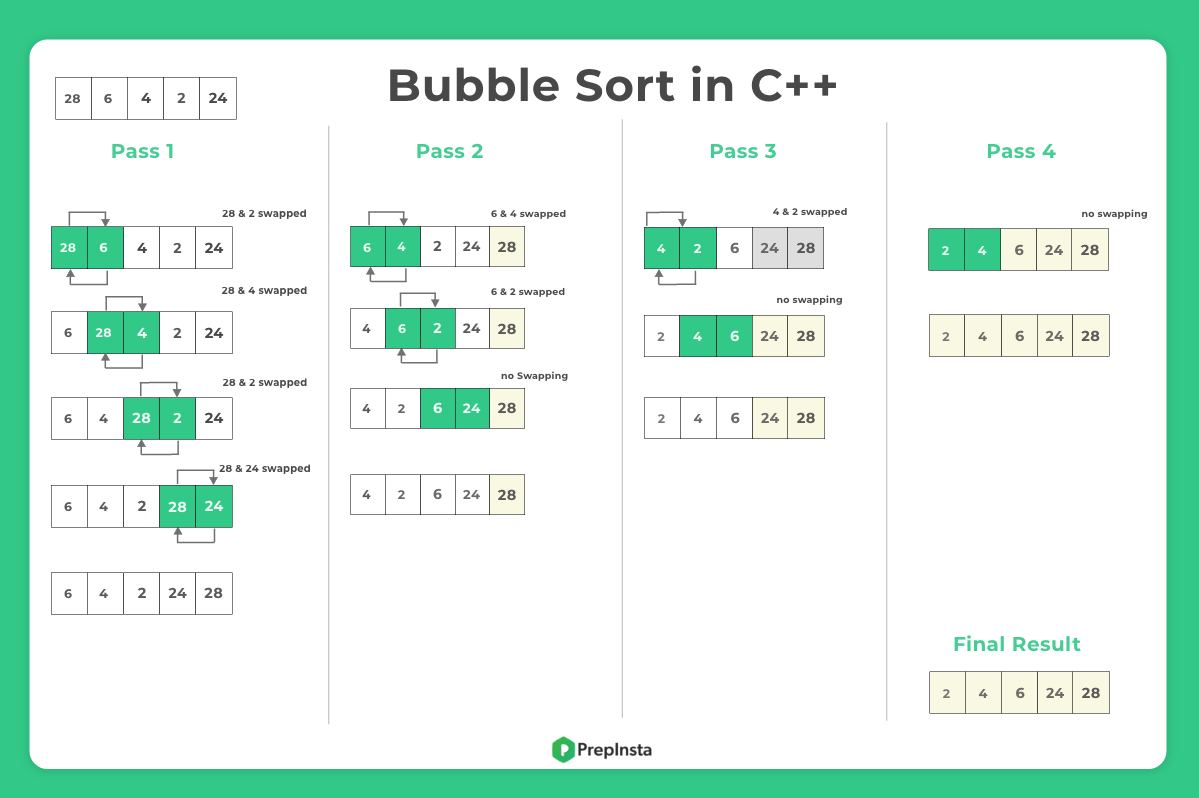 Bubble Sort in C++
28 6 4 2 24
Pass 1
28 & 2 swapped
28 6 4 2 24
28 & 4 swapped
6 28 4 2 24
28 & 2 swapped
6 4 28 2 24
28 & 24 swapped
6 4 2 28 24
6 4 2 24 28
Pass 2
6 & 4 swapped
6 4 2 24 28
6 & 2 swapped
4 6 2 24 28
no Swapping
4 2 6 24 28
4 2 6 24 28
Pass 3
4 & 2 swapped
4 2 6 24 28
no swapping
2 4 6 24 28
2 4 6 24 28
Pass 4
no swapping
2 4 6 24 28
2 4 6 24 28
Final Result
2 4 6 24 28
PrepInsta